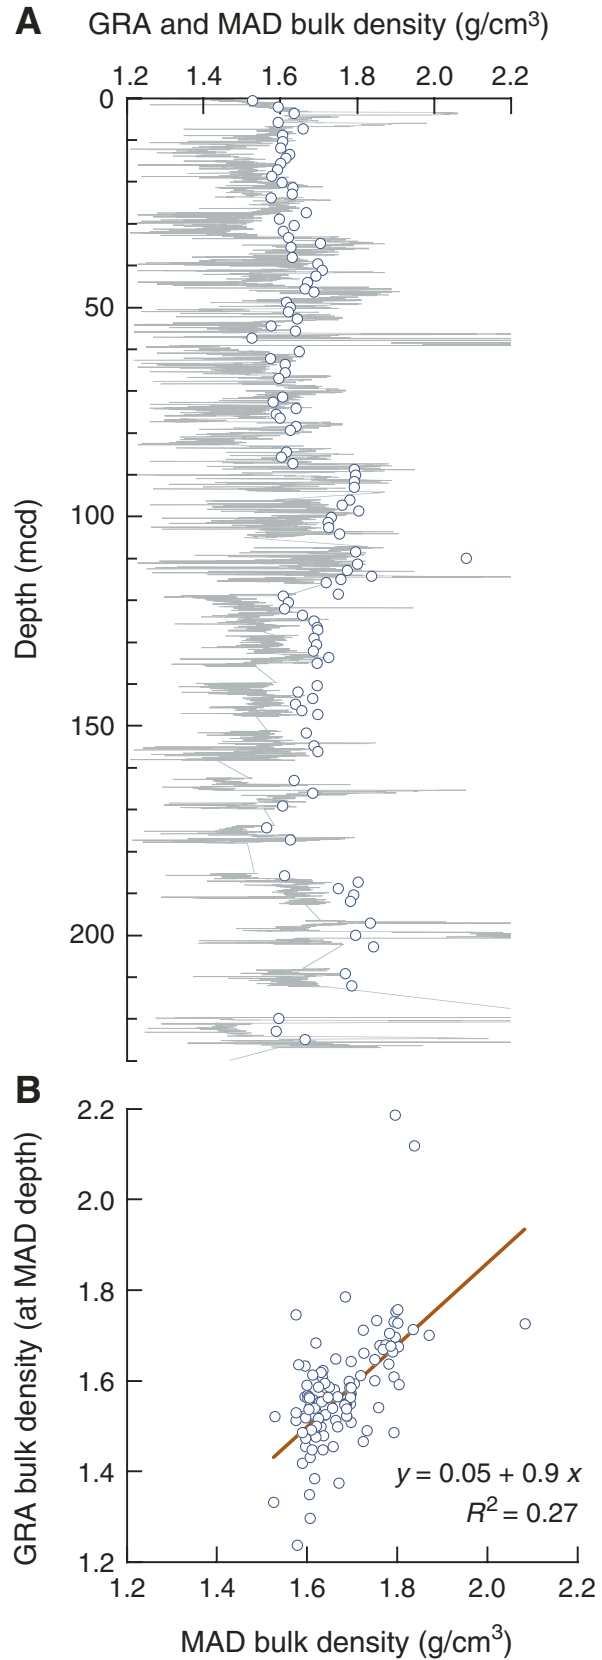 A GRA and MAD bulk density (g/cm³)
1.2 1.4 1.6 1.8 2.0 2.2
0
50
100
150
200
Depth (mcd)
B
2.2
2.0
1.8
1.6
1.4
1.2
GRA bulk density (at MAD depth)
y = 0.05 + 0.9 x
R² = 0.27
1.2 1.4 1.6 1.8 2.0 2.2
MAD bulk density (g/cm³)